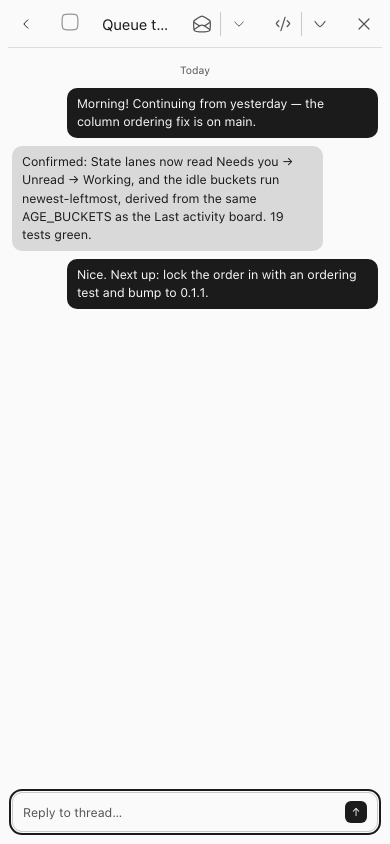 Queue t...
Today
Morning! Continuing from yesterday — the
column ordering fix is on main.
Confirmed: State lanes now read Needs you →
Unread → Working, and the idle buckets run
newest-leftmost, derived from the same
AGE_BUCKETS as the Last activity board. 19
tests green.
Nice. Next up: lock the order in with an ordering
test and bump to 0.1.1.
Reply to thread...